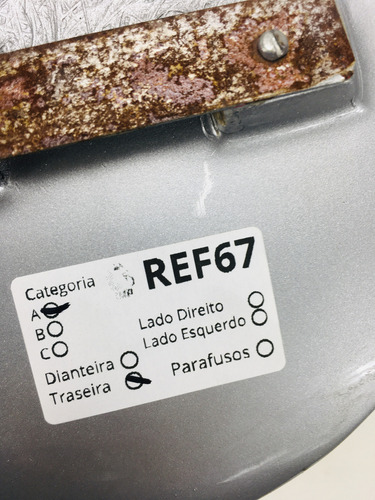 Categoria REF67
A
B
C
Lado Direito
Lado Esquerdo
Dianteira
Traseira
Parafusos